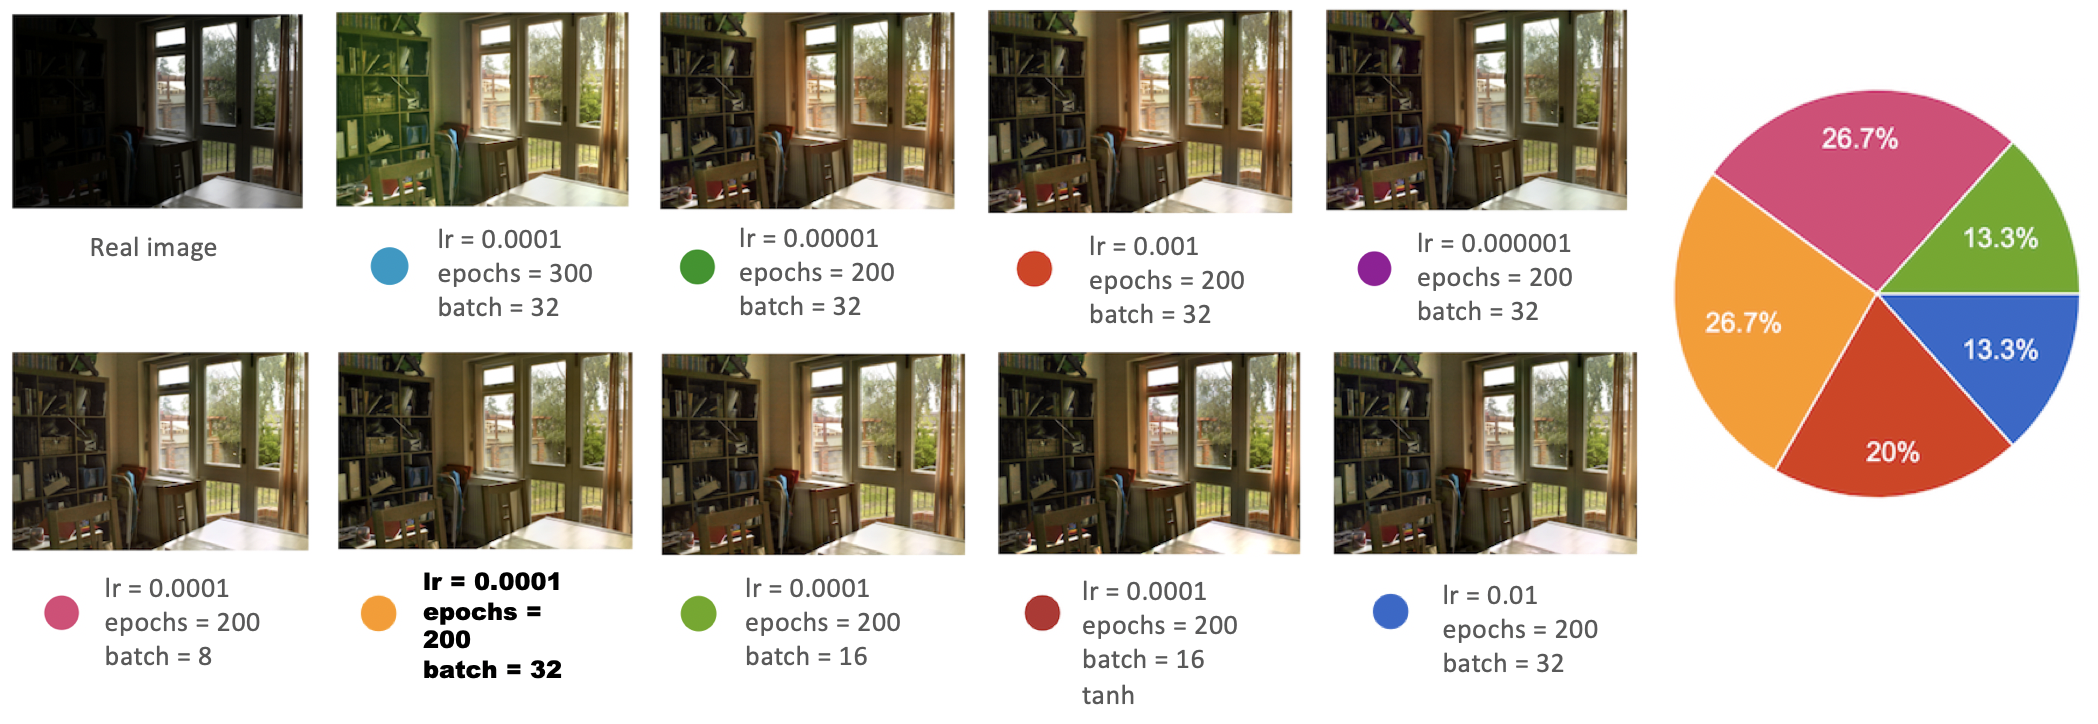 Real image
lr = 0.0001
epochs = 300
batch = 32
lr = 0.00001
epochs = 200
batch = 32
lr = 0.001
epochs = 200
batch = 32
lr = 0.000001
epochs = 200
batch = 32
lr = 0.0001
epochs = 200
batch = 8
lr = 0.0001
epochs =
200
batch = 32
lr = 0.0001
epochs = 200
batch = 16
lr = 0.0001
epochs = 200
batch = 16
tanh
lr = 0.01
epochs = 200
batch = 32
26.7%
13.3%
26.7%
13.3%
20%